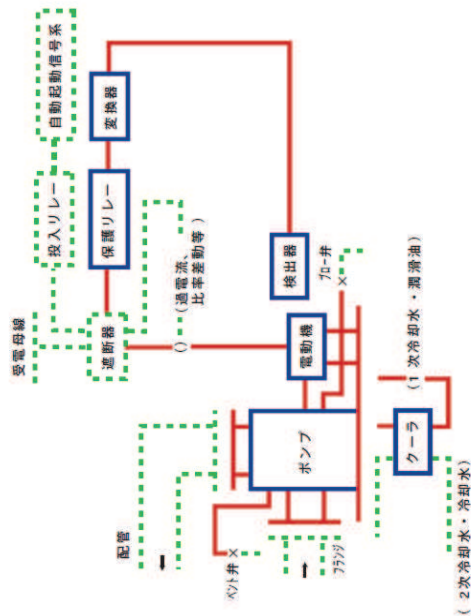 自動起動信号系
投入リレー
変換器
保護リレー
受電母線
遮断器
(過電流、
比率差動等)
検出器
ブロー弁
電動機
(1次冷却水・潤滑油)
ポンプ
クーラ
配管
ベント弁
フランジ
(2次冷却水・冷却水)